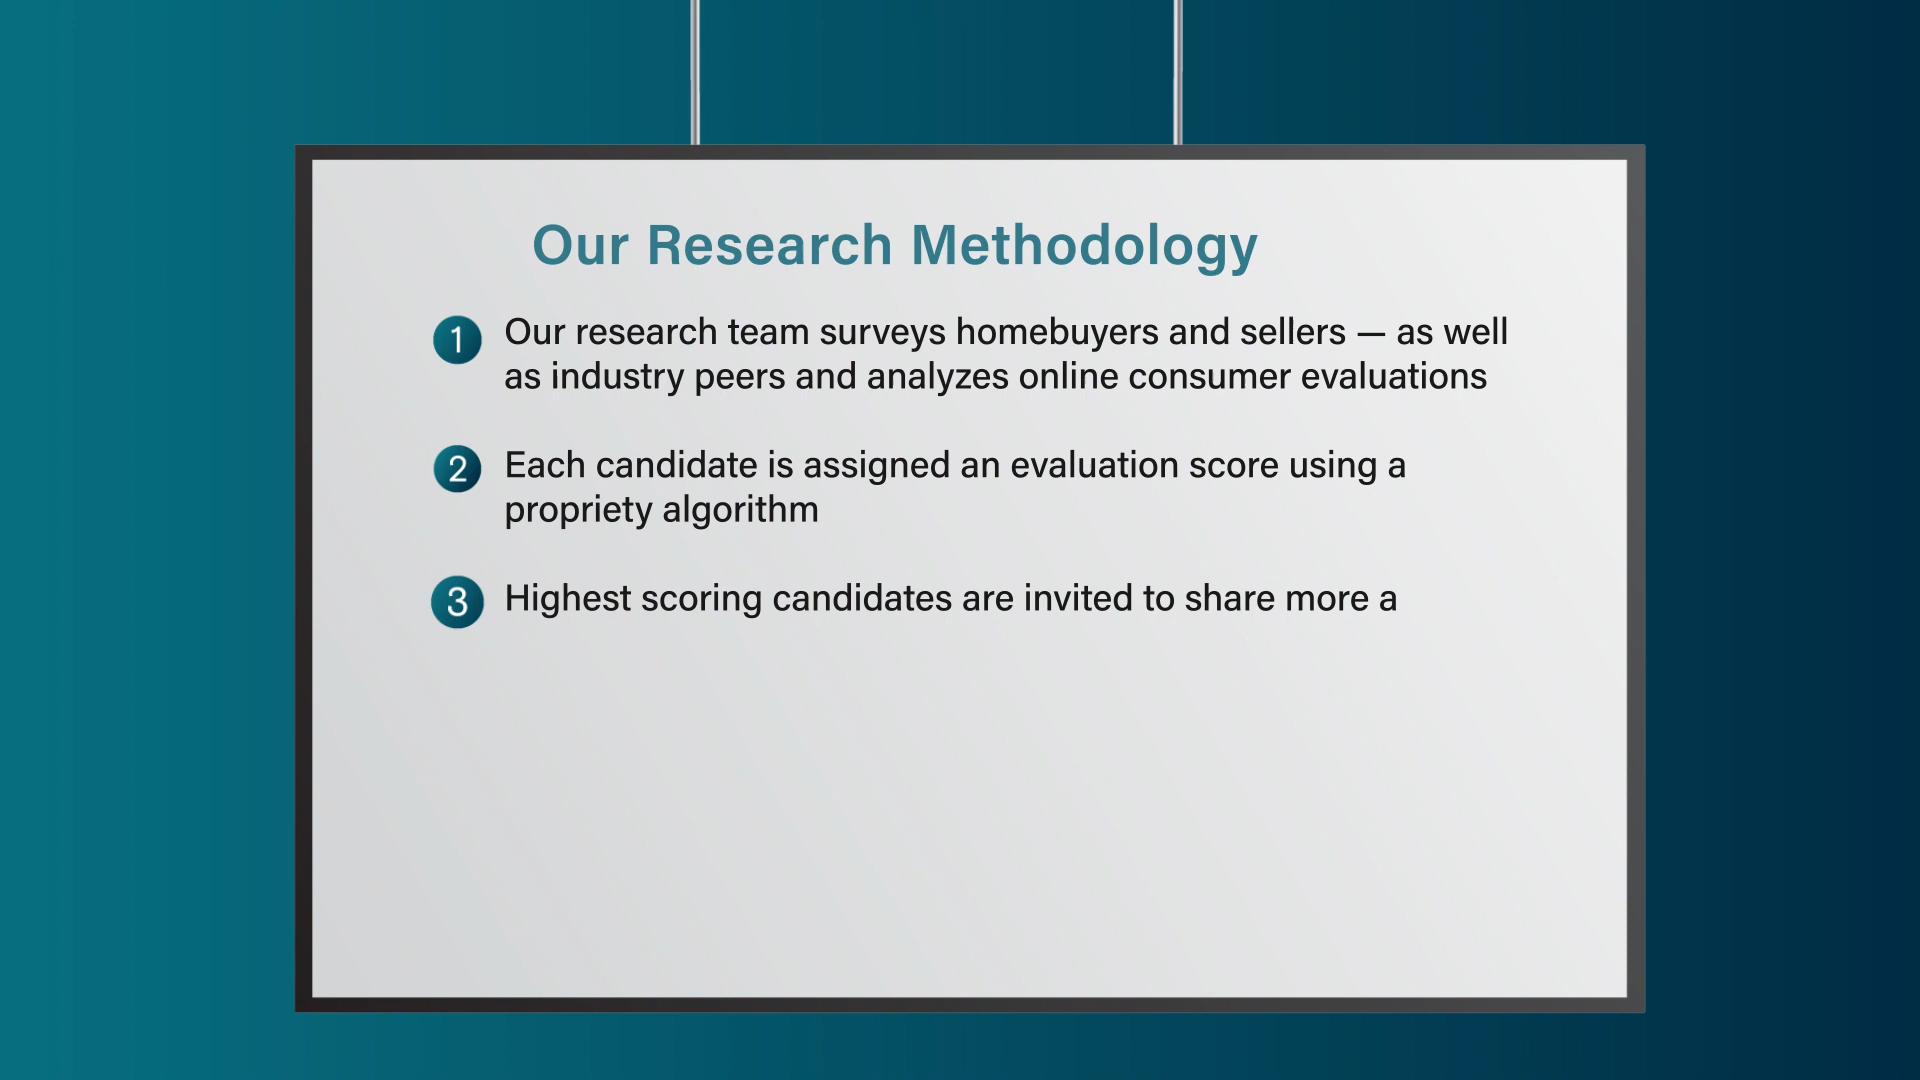 Our Research Methodology
1 Our research team surveys homebuyers and sellers — as well
as industry peers and analyzes online consumer evaluations
2 Each candidate is assigned an evaluation score using a
propriety algorithm
3 Highest scoring candidates are invited to share more a